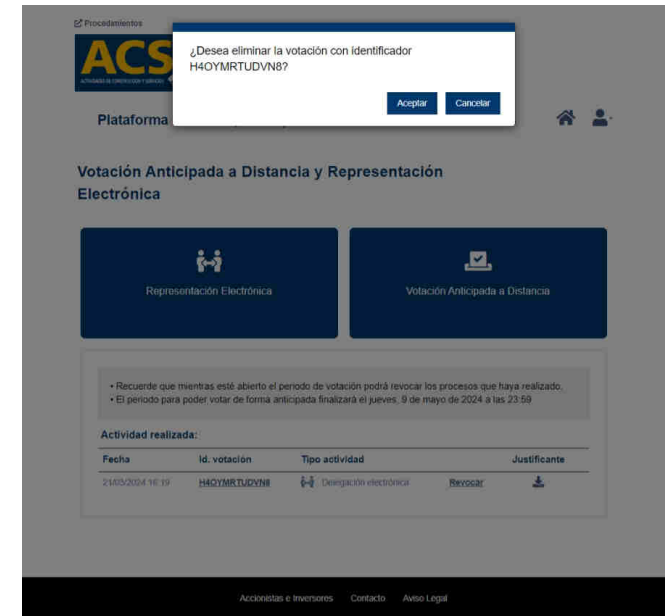 Procedimientos
ACS
ACTIVIDADES DE CONSTRUCCIÓN Y SERVICIOS
¿Desea eliminar la votación con identificador
H4OYMRTUDVN8?
Aceptar Cancelar
Plataforma
Votación Anticipada a Distancia y Representación
Electrónica
Representación Electrónica
Votación Anticipada a Distancia
• Recuerde que mientras esté abierto el periodo de votación podrá revocar los procesos que haya realizado.
• El periodo para poder votar de forma anticipada finalizará el jueves, 9 de mayo de 2024 a las 23:59
Actividad realizada:
Fecha Id. votación Tipo actividad Justificante
16:19 H4OYMRTUDVN8 Delegación electrónica Revocar
Accionistas e Inversores Contacto Aviso Legal